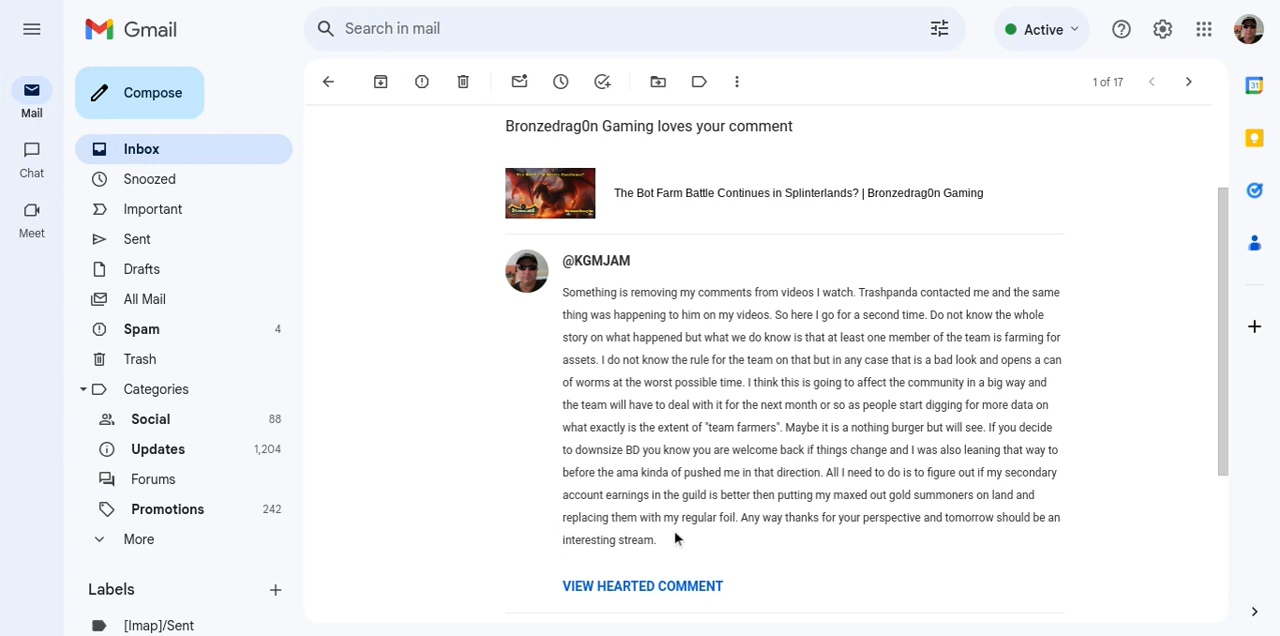 Gmail
Search in mail
Active
Mail
Chat
Meet
Compose
Inbox
Snoozed
Important
Sent
Drafts
All Mail
Spam 4
Trash
Categories
Social 88
Updates 1,204
Forums
Promotions 242
More
Labels
[Imap]/Sent
1 of 17
31
Bronzedrag0n Gaming loves your comment
The Bot Farm Battle Continues in Splinterlands? | Bronzedrag0n Gaming
@KGMJAM
Something is removing my comments from videos I watch. Trashpanda contacted me and the same
thing was happening to him on my videos. So here I go for a second time. Do not know the whole
story on what happened but what we do know is that at least one member of the team is farming for
assets. I do not know the rule for the team on that but in any case that is a bad look and opens a can
of worms at the worst possible time. I think this is going to affect the community in a big way and
the team will have to deal with it for the next month or so as people start digging for more data on
what exactly is the extent of "team farmers". Maybe it is a nothing burger but will see. If you decide
to downsize BD you know you are welcome back if things change and I was also leaning that way to
before the ama kinda of pushed me in that direction. All I need to do is to figure out if my secondary
account earnings in the guild is better then putting my maxed out gold summoners on land and
replacing them with my regular foil. Any way thanks for your perspective and tomorrow should be an
interesting stream.
VIEW HEARTED COMMENT